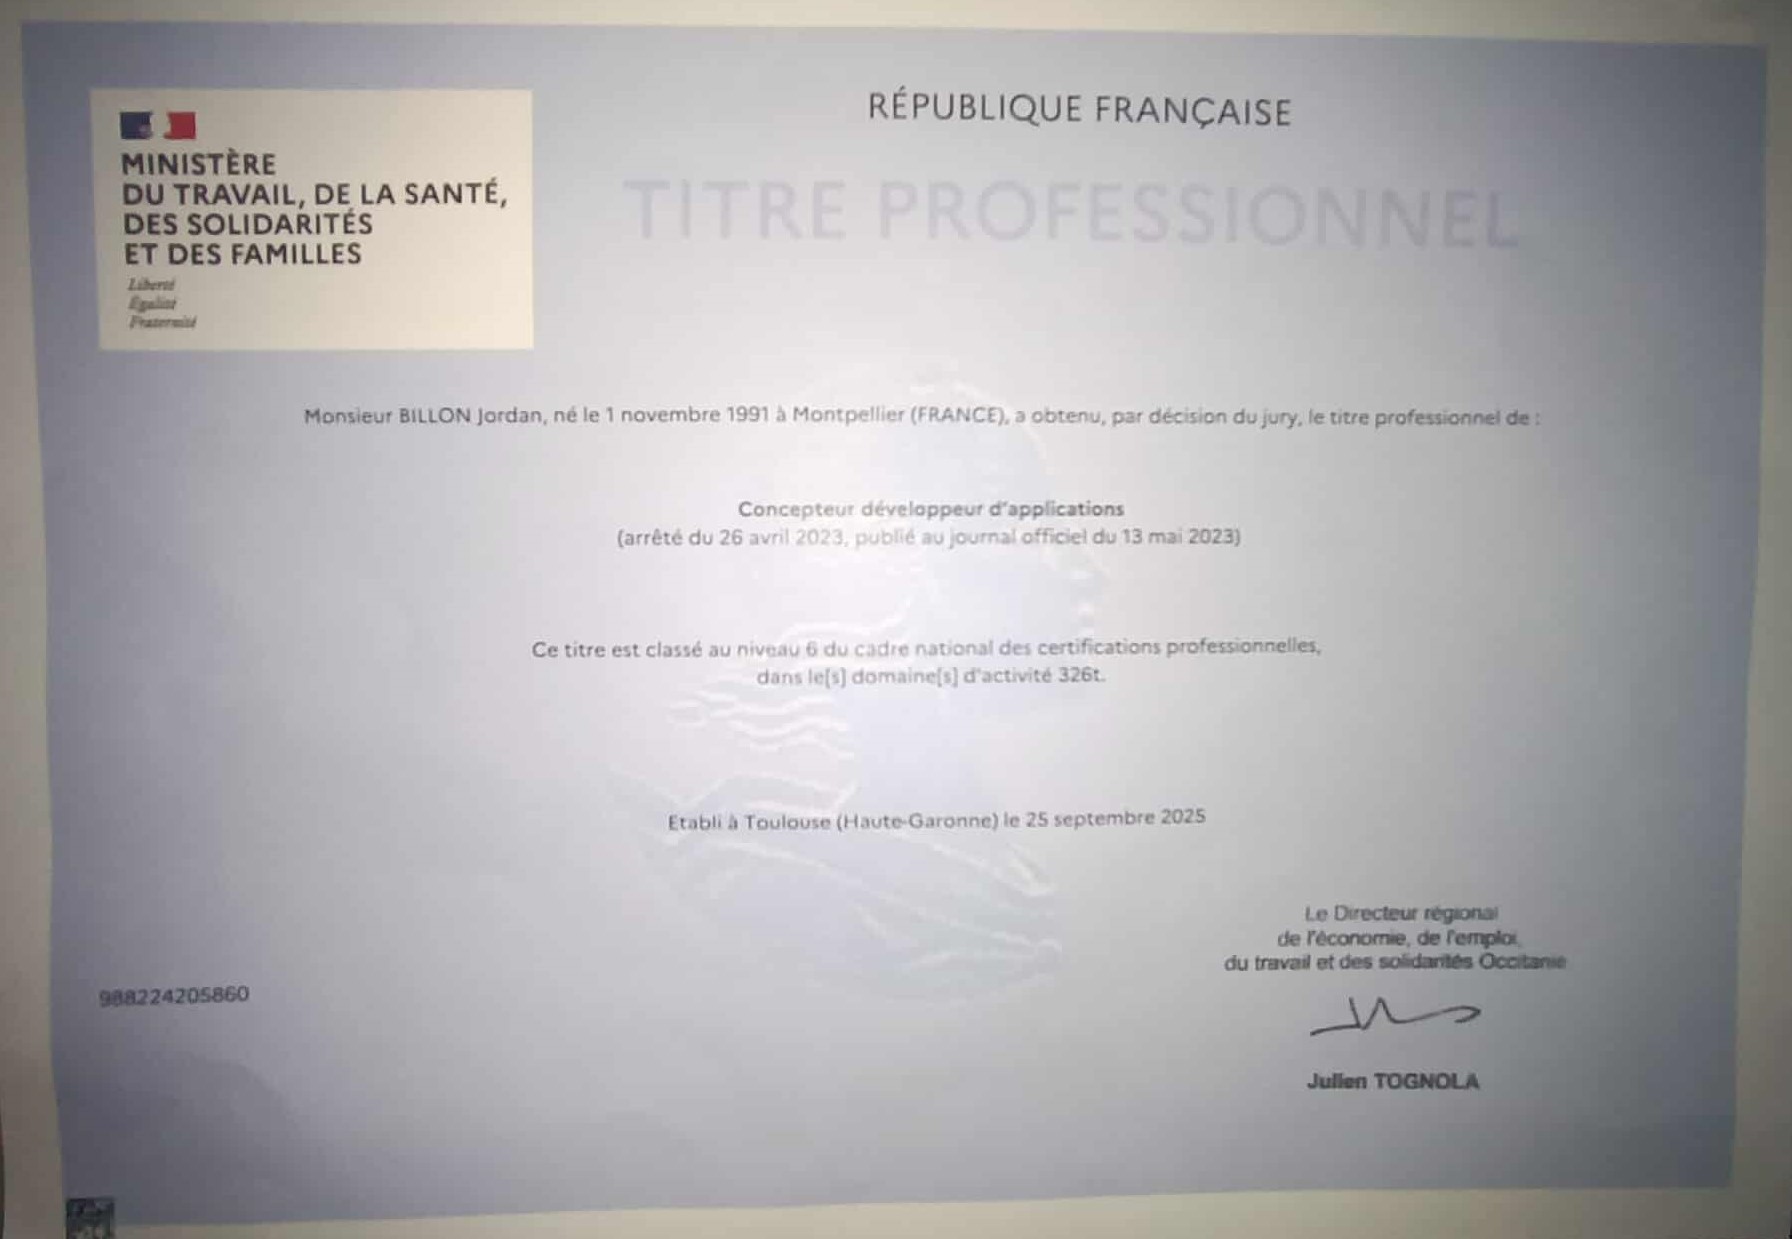 RÉPUBLIQUE FRANÇAISE
TITRE PROFESSIONNEL
MINISTÈRE
DU TRAVAIL, DE LA SANTÉ,
DES SOLIDARITÉS
ET DES FAMILLES
Liberté
Égalité
Fraternité
Monsieur BILLON Jordan, né le 1 novembre 1991 à Montpellier (FRANCE), a obtenu, par décision du jury, le titre professionnel de :
Concepteur développeur d'applications
(arrêté du 26 avril 2023, publié au journal officiel du 13 mai 2023)
Ce titre est classé au niveau 6 du cadre national des certifications professionnelles,
dans le[s] domaine[s] d'activité 326t.
Etabli à Toulouse (Haute-Garonne) le 25 septembre 2025
Le Directeur régional
de l'économie, de l'emploi,
du travail et des solidarités Occitanie
988224205860
Julien TOGNOLA